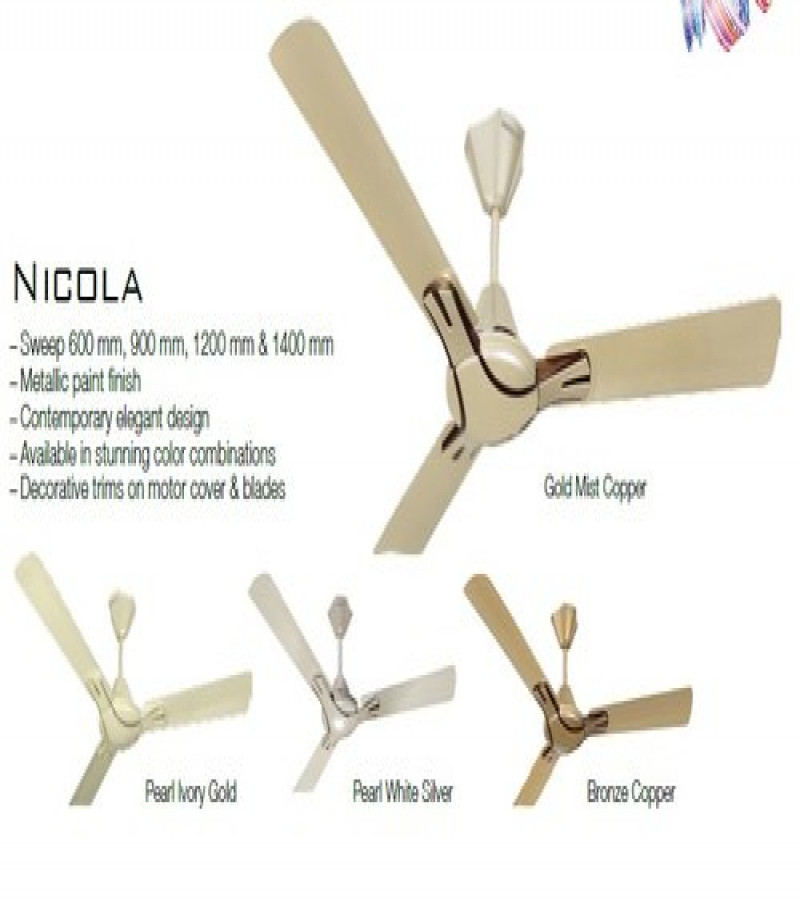 NICOLA
– Sweep 600 mm, 900 mm, 1200 mm & 1400 mm
– Metallic paint finish
– Contemporary elegant design
– Available in stunning color combinations
– Decorative trims on motor cover & blades
Gold Mist Copper
Pearl Ivory Gold
Pearl White Silver
Bronze Copper